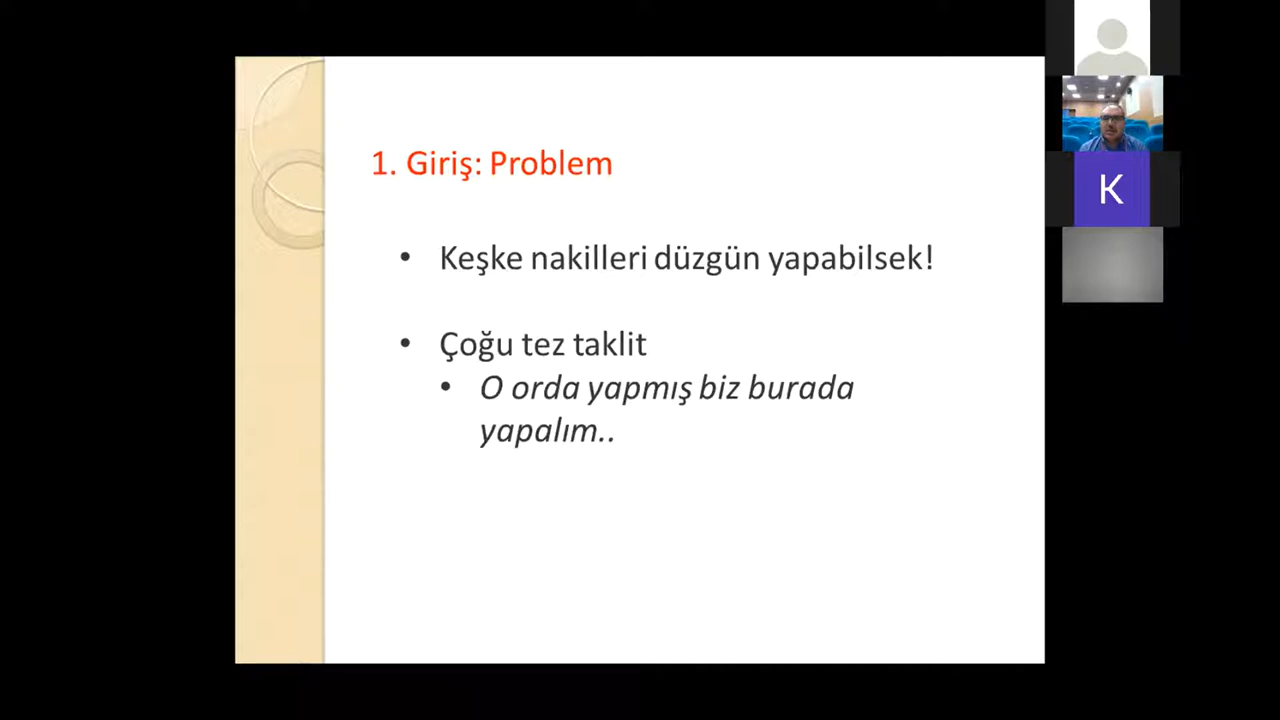 1. Giriş: Problem
• Keşke nakilleri düzgün yapabilsek!
• Çoğu tez taklit
• O orda yapmış biz burada
yapalım..
K